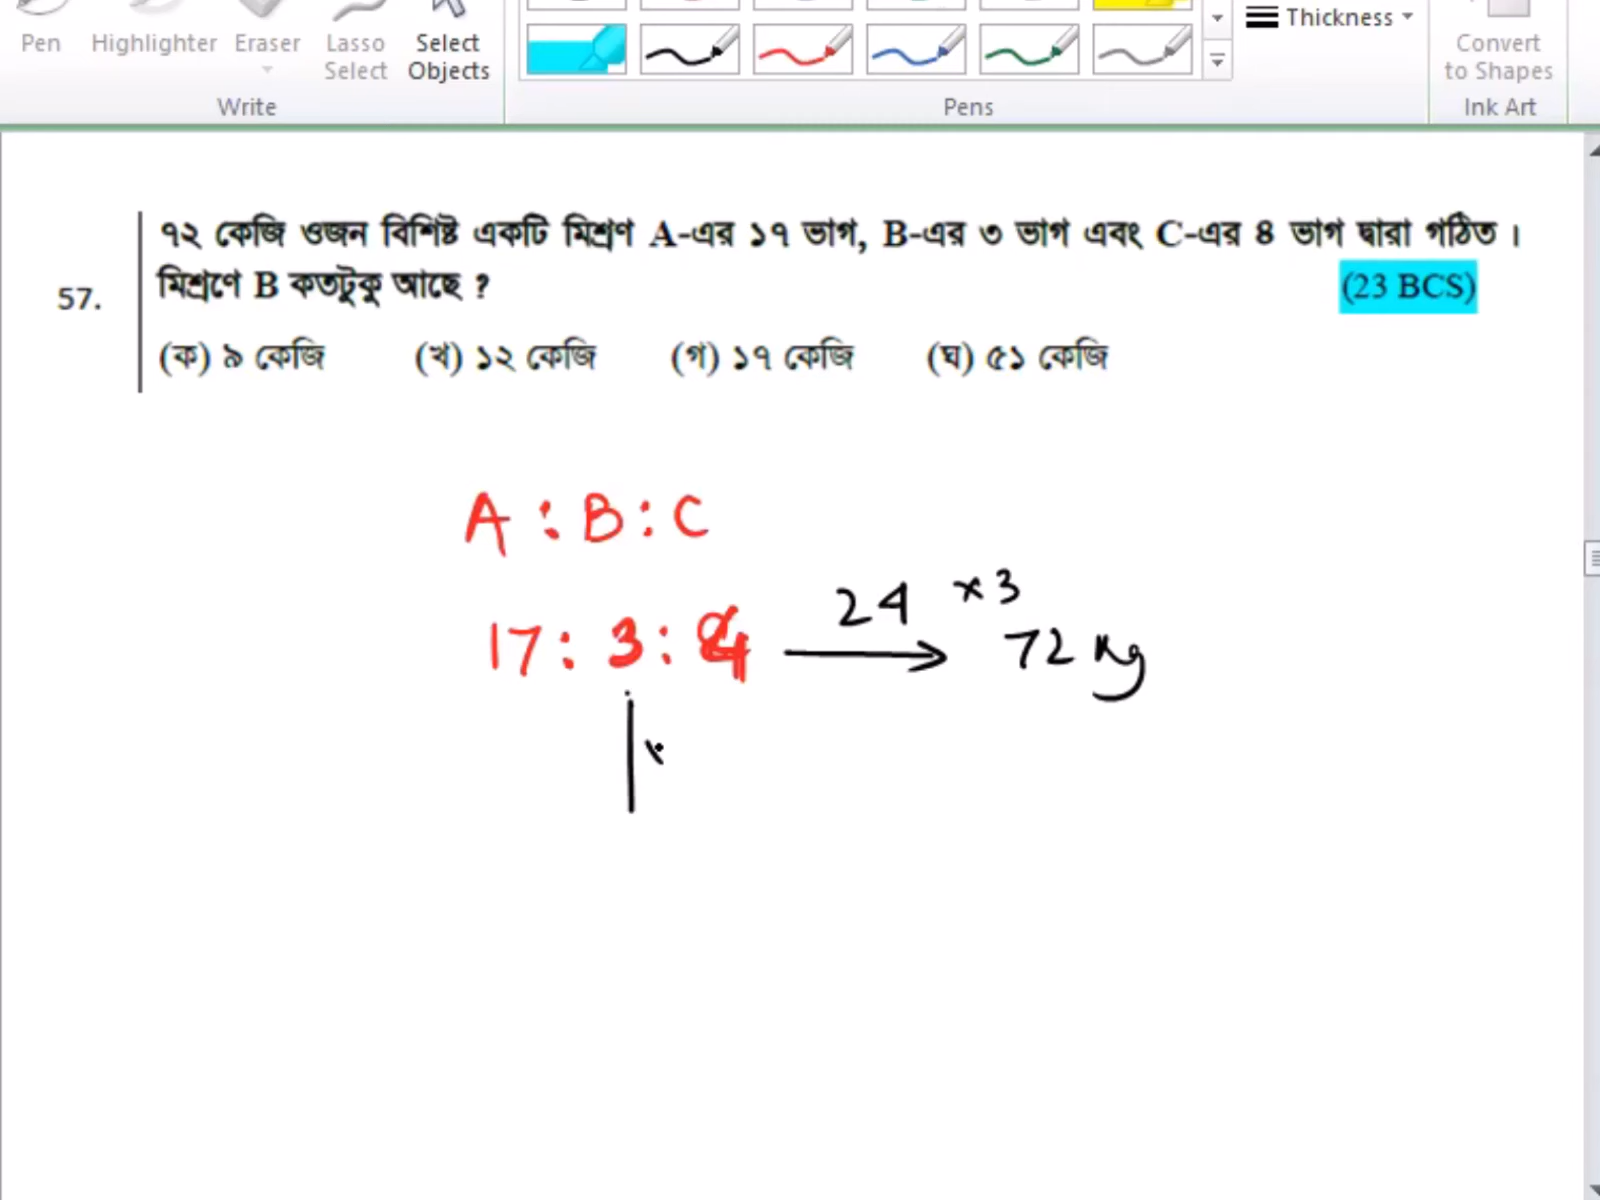 Pen Highlighter Eraser Lasso Select Select Objects Thickness Convert to Shapes
Write Pens Ink Art
57.
৭২ কেজি ওজন বিশিষ্ট একটি মিশ্রণ A-এর ১৭ ভাগ, B-এর ৩ ভাগ এবং C-এর ৪ ভাগ দ্বারা গঠিত।
মিশ্রণে B কতটুকু আছে ? (23 BCS)
(ক) ৯ কেজি (খ) ১২ কেজি (গ) ১৭ কেজি (ঘ) ৫১ কেজি
A : B : C
24 × 3
17 : 3 : 4 → 72 Kg